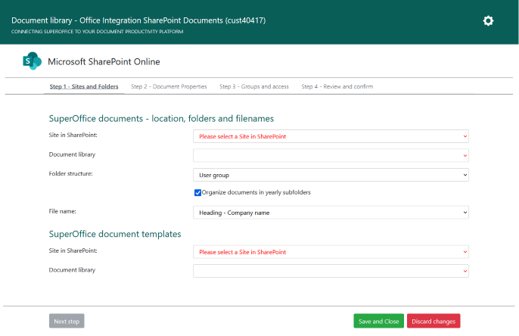 Document library - Office Integration SharePoint Documents (cust40417)
CONNECTING SUPEROFFICE TO YOUR DOCUMENT PRODUCTIVITY PLATFORM
S
Microsoft SharePoint Online
Step 1 - Sites and Folders Step 2 - Document Properties Step 3 - Groups and access Step 4 - Review and confirm
SuperOffice documents - location, folders and filenames
Site in SharePoint: Please select a Site in SharePoint
Document library
Folder structure: User group
Organize documents in yearly subfolders
File name: Heading - Company name
SuperOffice document templates
Site in SharePoint: Please select a Site in SharePoint
Document library
Next step Save and Close Discard changes